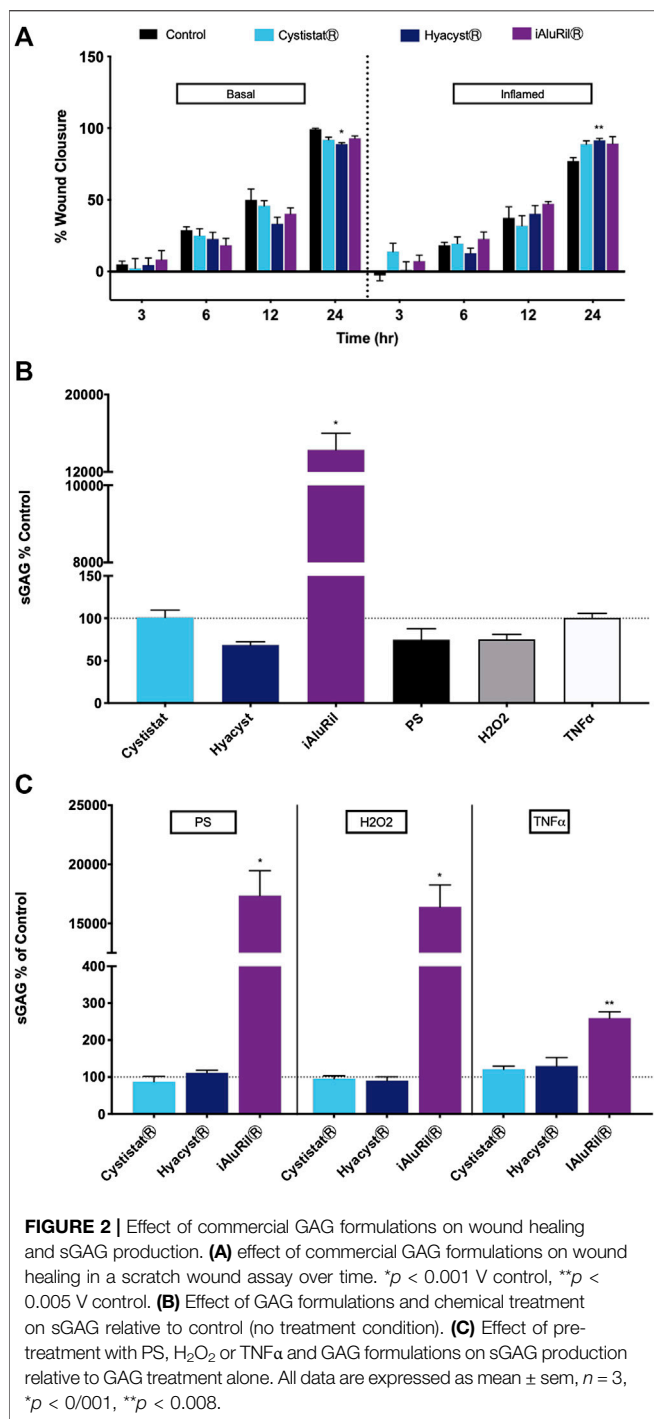 A
Control Cystistat® Hyacyst® iAluRil®
Basal Inflamed
% Wound Clousure
100
50
0
* **
3 6 12 24 3 6 12 24
Time (hr)
B
sGAG % Control
20000
12000
10000
8000
150
100
50
0
*
Cystistat Hyacyst iAluRil PS H2O2 TNFα
C
sGAG % of Control
25000
20000
15000
400
300
200
100
0
PS H2O2 TNFα
* * **
Cystistat® Hyacyst® iAluRil® Cystistat® Hyacyst® iAluRil® Cystistat® Hyacyst® IAluRil®
FIGURE 2 | Effect of commercial GAG formulations on wound healing
and sGAG production. (A) effect of commercial GAG formulations on wound
healing in a scratch wound assay over time. *p < 0.001 V control, **p <
0.005 V control. (B) Effect of GAG formulations and chemical treatment
on sGAG relative to control (no treatment condition). (C) Effect of pre-
treatment with PS, H₂O₂ or TNFα and GAG formulations on sGAG production
relative to GAG treatment alone. All data are expressed as mean ± sem, n = 3,
*p < 0/001, **p < 0.008.